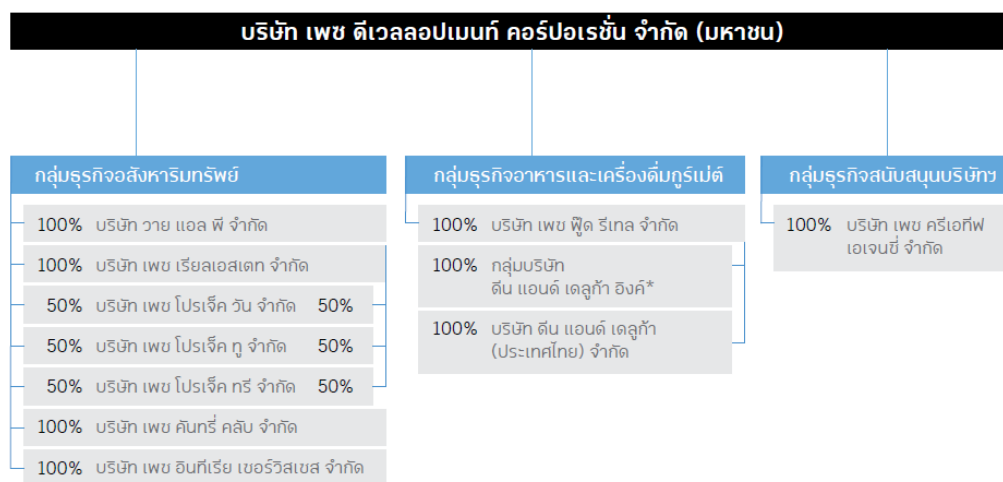 บริษัท เพซ ดีเวลลอปเมนท์ คอร์ปอเรชั่น จำกัด (มหาชน)
กลุ่มธุรกิจอสังหาริมทรัพย์
100% บริษัท วาย แอล พี จำกัด
100% บริษัท เพซ เรียลเอสเตท จำกัด
50% บริษัท เพซ โปรเจ็ค วัน จำกัด 50%
50% บริษัท เพซ โปรเจ็ค ทู จำกัด 50%
50% บริษัท เพซ โปรเจ็ค ทรี จำกัด 50%
100% บริษัท เพซ คันทรี่ คลับ จำกัด
100% บริษัท เพซ อินทีเรีย เซอร์วิสเซส จำกัด
กลุ่มธุรกิจอาหารและเครื่องดื่มกูร์เม่ต์
100% บริษัท เพซ ฟู๊ด รีเทล จำกัด
100% กลุ่มบริษัท
ดีน แอนด์ เดลูก้า อิงค์*
100% บริษัท ดีน แอนด์ เดลูก้า
(ประเทศไทย) จำกัด
กลุ่มธุรกิจสนับสนุนบริษัทฯ
100% บริษัท เพซ ครีเอทีฟ
เอเจนซี่ จำกัด